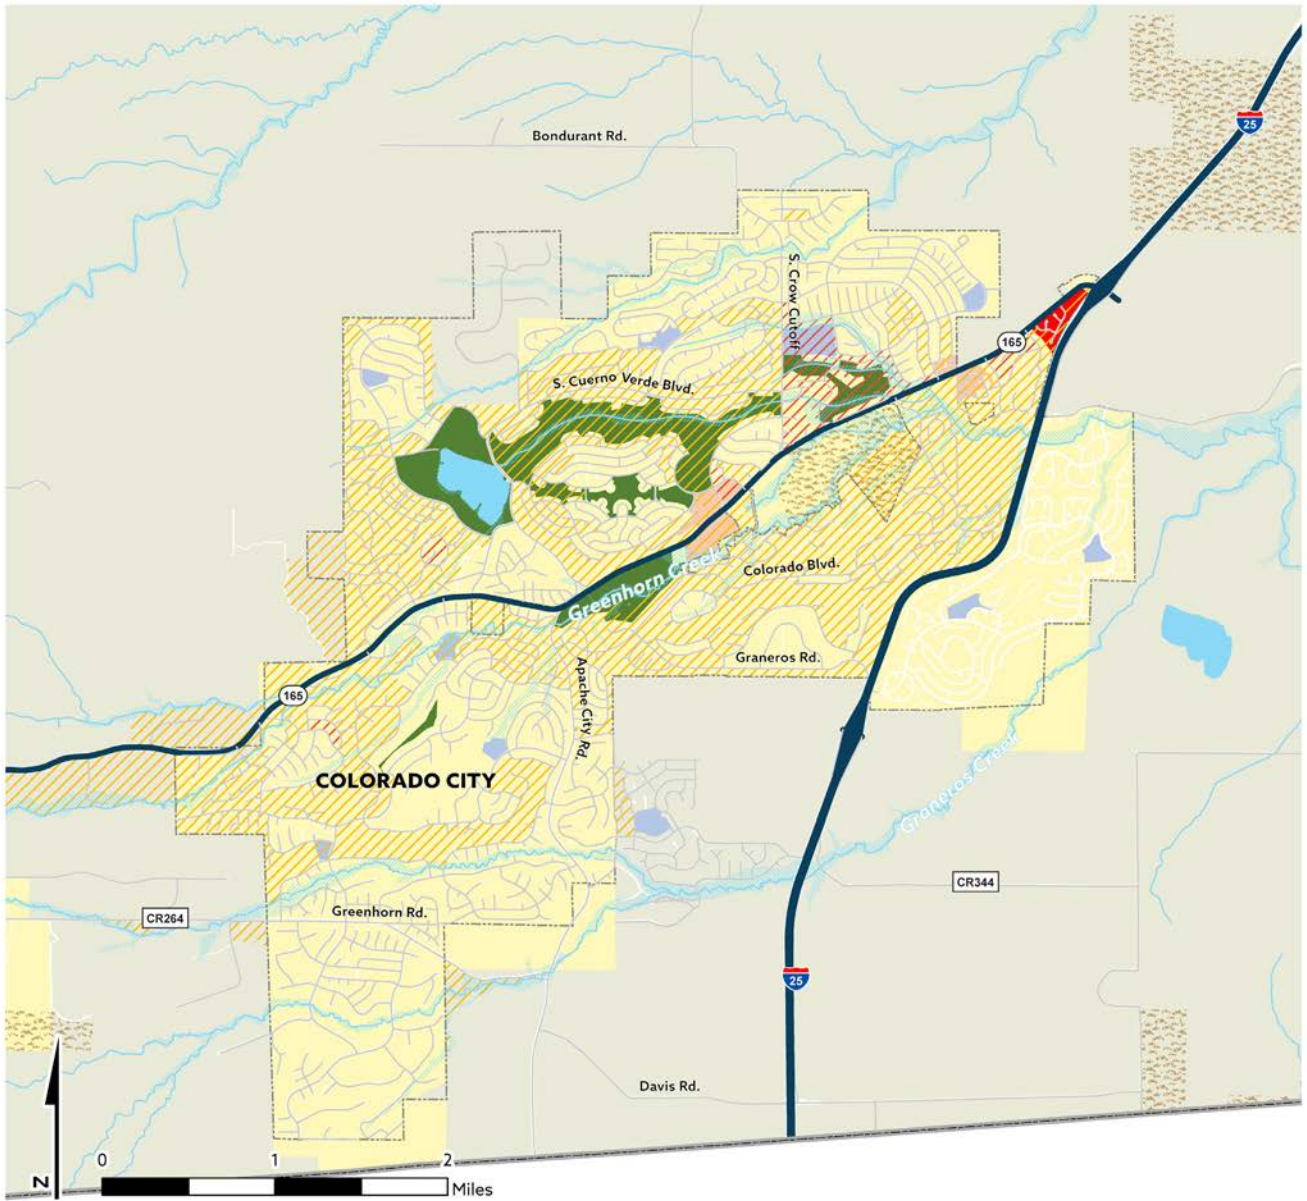 Bondurant Rd.
25
S. Crow Cutoff
165
S. Cuerno Verde Blvd.
Greenhorn Creek
Colorado Blvd.
Graneros Rd.
Apache City Rd.
165
COLORADO CITY
Graneros Creek
CR344
Greenhorn Rd.
CR264
25
Davis Rd.
N
0 1 2
Miles